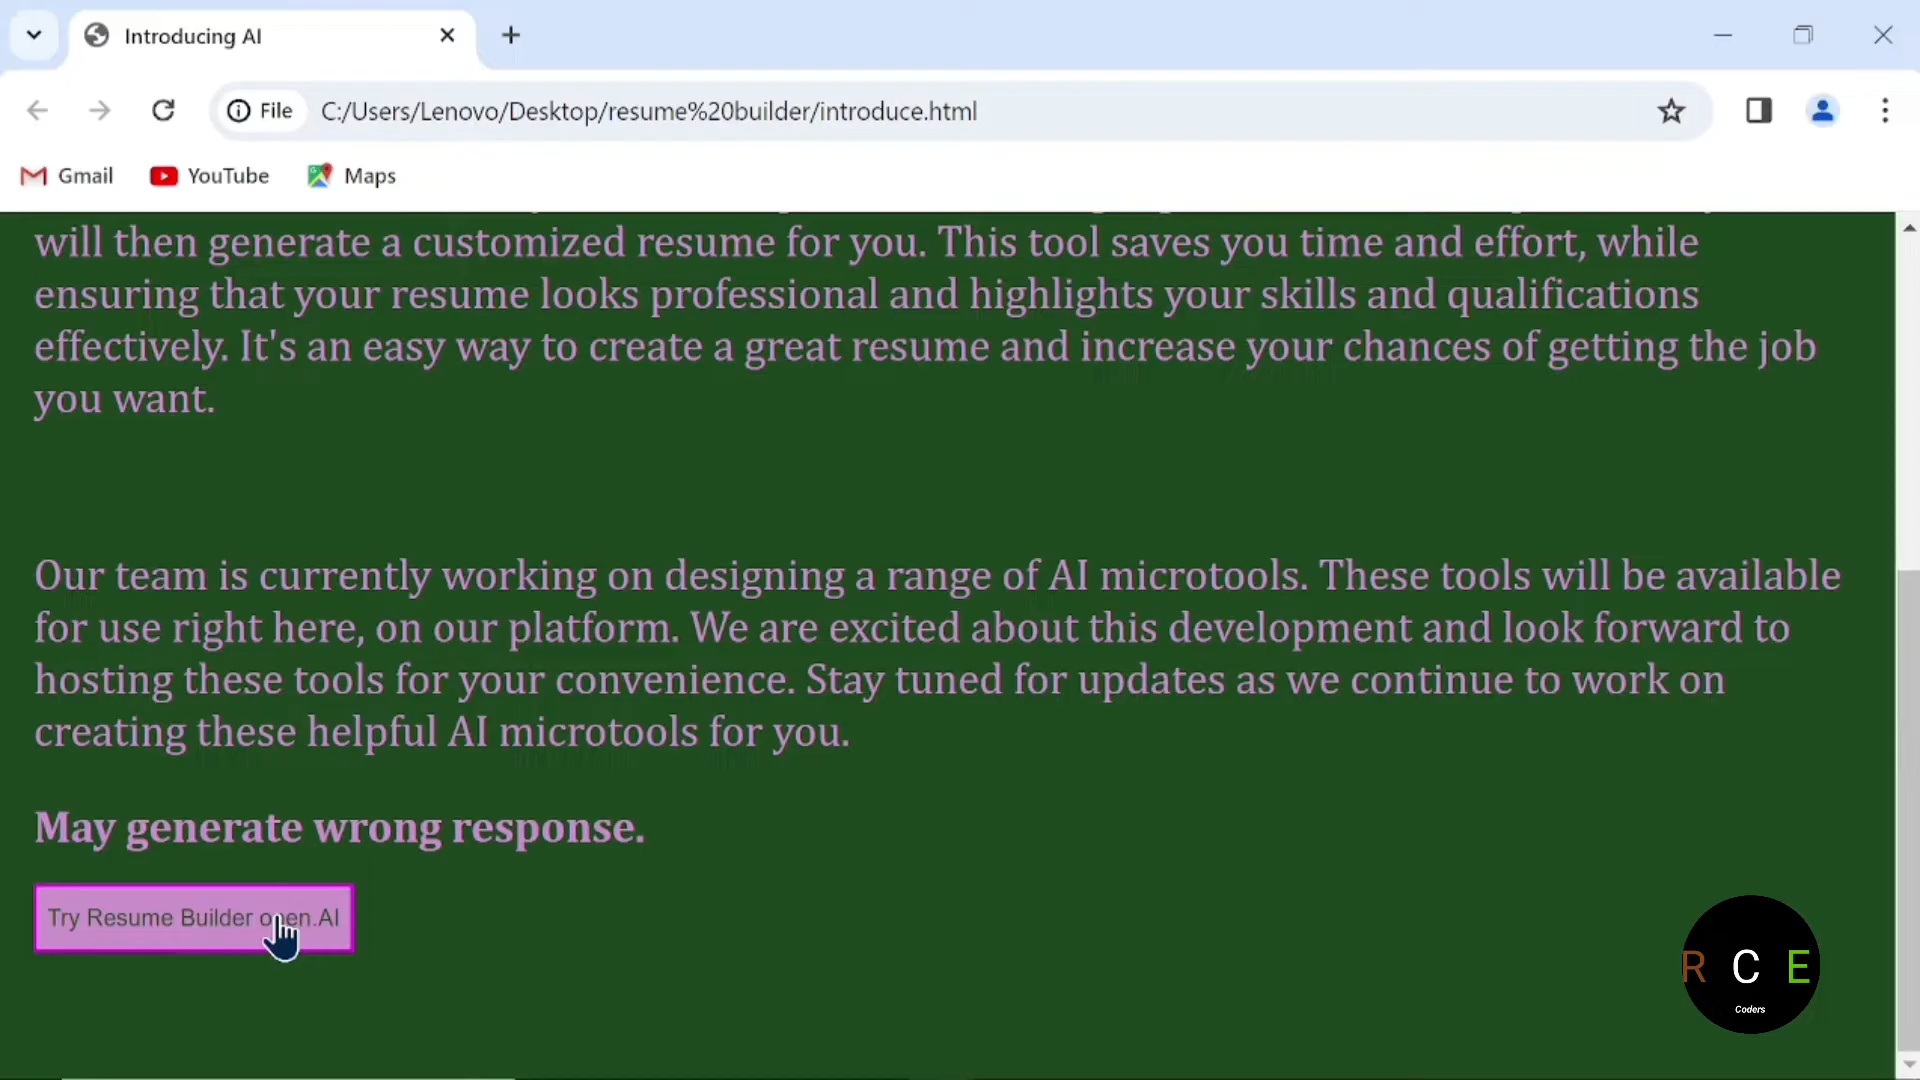 Introducing AI
File
C:/Users/Lenovo/Desktop/resume%20builder/introduce.html
Gmail
YouTube
Maps
will then generate a customized resume for you. This tool saves you time and effort, while
ensuring that your resume looks professional and highlights your skills and qualifications
effectively. It's an easy way to create a great resume and increase your chances of getting the job
you want.
Our team is currently working on designing a range of AI microtools. These tools will be available
for use right here, on our platform. We are excited about this development and look forward to
hosting these tools for your convenience. Stay tuned for updates as we continue to work on
creating these helpful AI microtools for you.
May generate wrong response.
Try Resume Builder open.AI
R C E
Coders